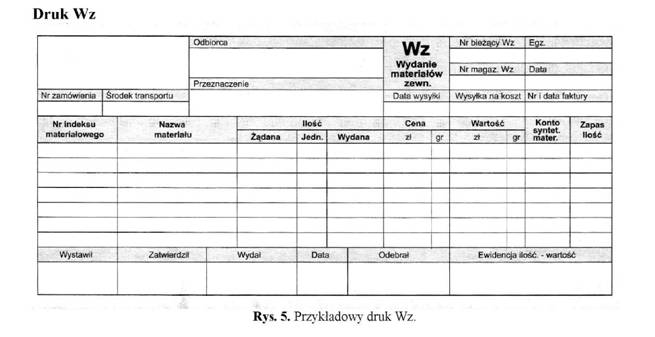 Druk Wz
Odbiorca
Wz
Wydanie
materiałów
zewn.
Nr bieżący Wz
Egz.
Nr magaz. Wz
Data
Przeznaczenie
Nr zamówienia
Środek transportu
Data wysyłki
Wysyłka na koszt
Nr i data faktury
Nr indeksu
materiałowego
Nazwa
materiału
Ilość
Żądana
Jedn.
Wydana
Cena
zł
gr
Wartość
zł
gr
Konto
syntet.
mater.
Zapas
Ilość
Wystawił
Zatwierdził
Wydał
Data
Odebrał
Ewidencja ilość. - wartość
Rys. 5. Przykładowy druk Wz.